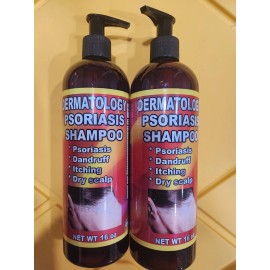 DERMATOLOGY
PSORIASIS
SHAMPOO
* Psoriasis
* Dandruff
* Itching
* Dry scalp
NET WT 16 oz
DERMATOLOGY
PSORIASIS
SHAMPOO
* Psoriasis
* Dandruff
* Itching
* Dry scalp
NET WT 16